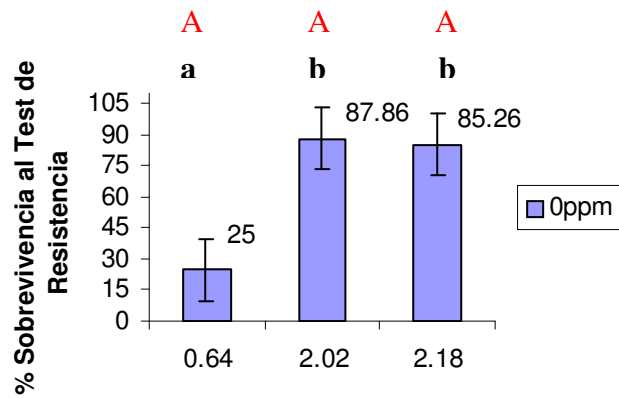 A A A
a b b
% Sobrevivencia al Test de
Resistencia
105
90
75
60
45
30
15
0
25
87.86
85.26
0.64 2.02 2.18
0ppm